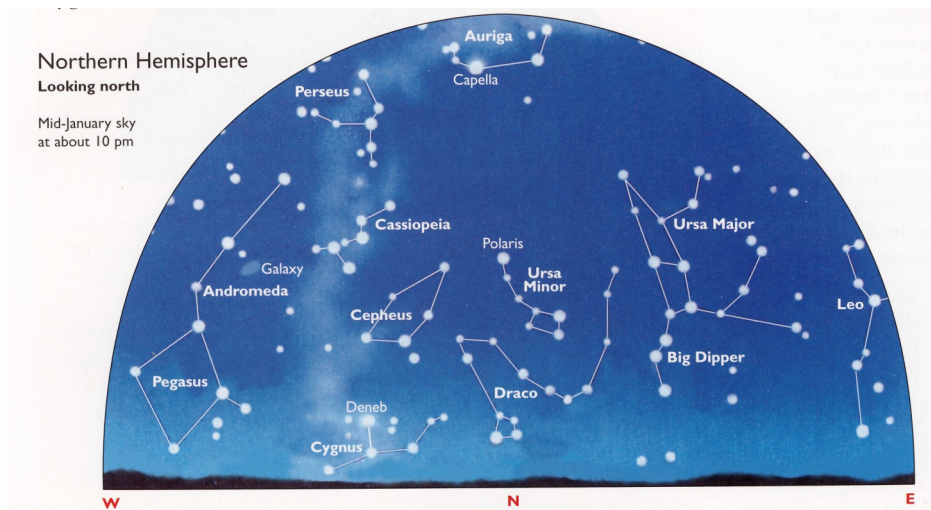 Northern Hemisphere
Looking north
Mid-January sky
at about 10 pm
Auriga
Capella
Perseus
Cassiopeia
Ursa Major
Polaris
Galaxy
Ursa
Minor
Andromeda
Leo
Cepheus
Big Dipper
Pegasus
Draco
Deneb
Cygnus
W
N
E